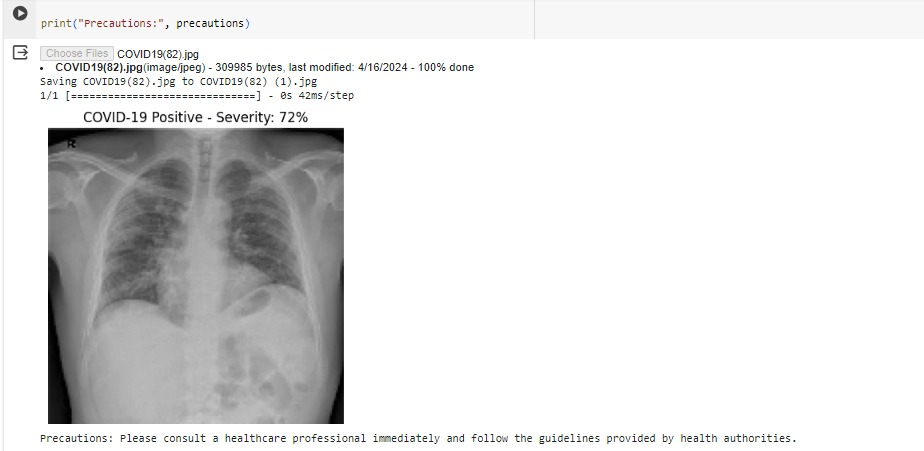 print("Precautions:", precautions)
Choose Files COVID19(82).jpg
• COVID19(82).jpg(image/jpeg) - 309985 bytes, last modified: 4/16/2024 - 100% done
Saving COVID19(82).jpg to COVID19(82) (1).jpg
1/1 [==============================] - 0s 42ms/step
COVID-19 Positive - Severity: 72%
R
Precautions: Please consult a healthcare professional immediately and follow the guidelines provided by health authorities.